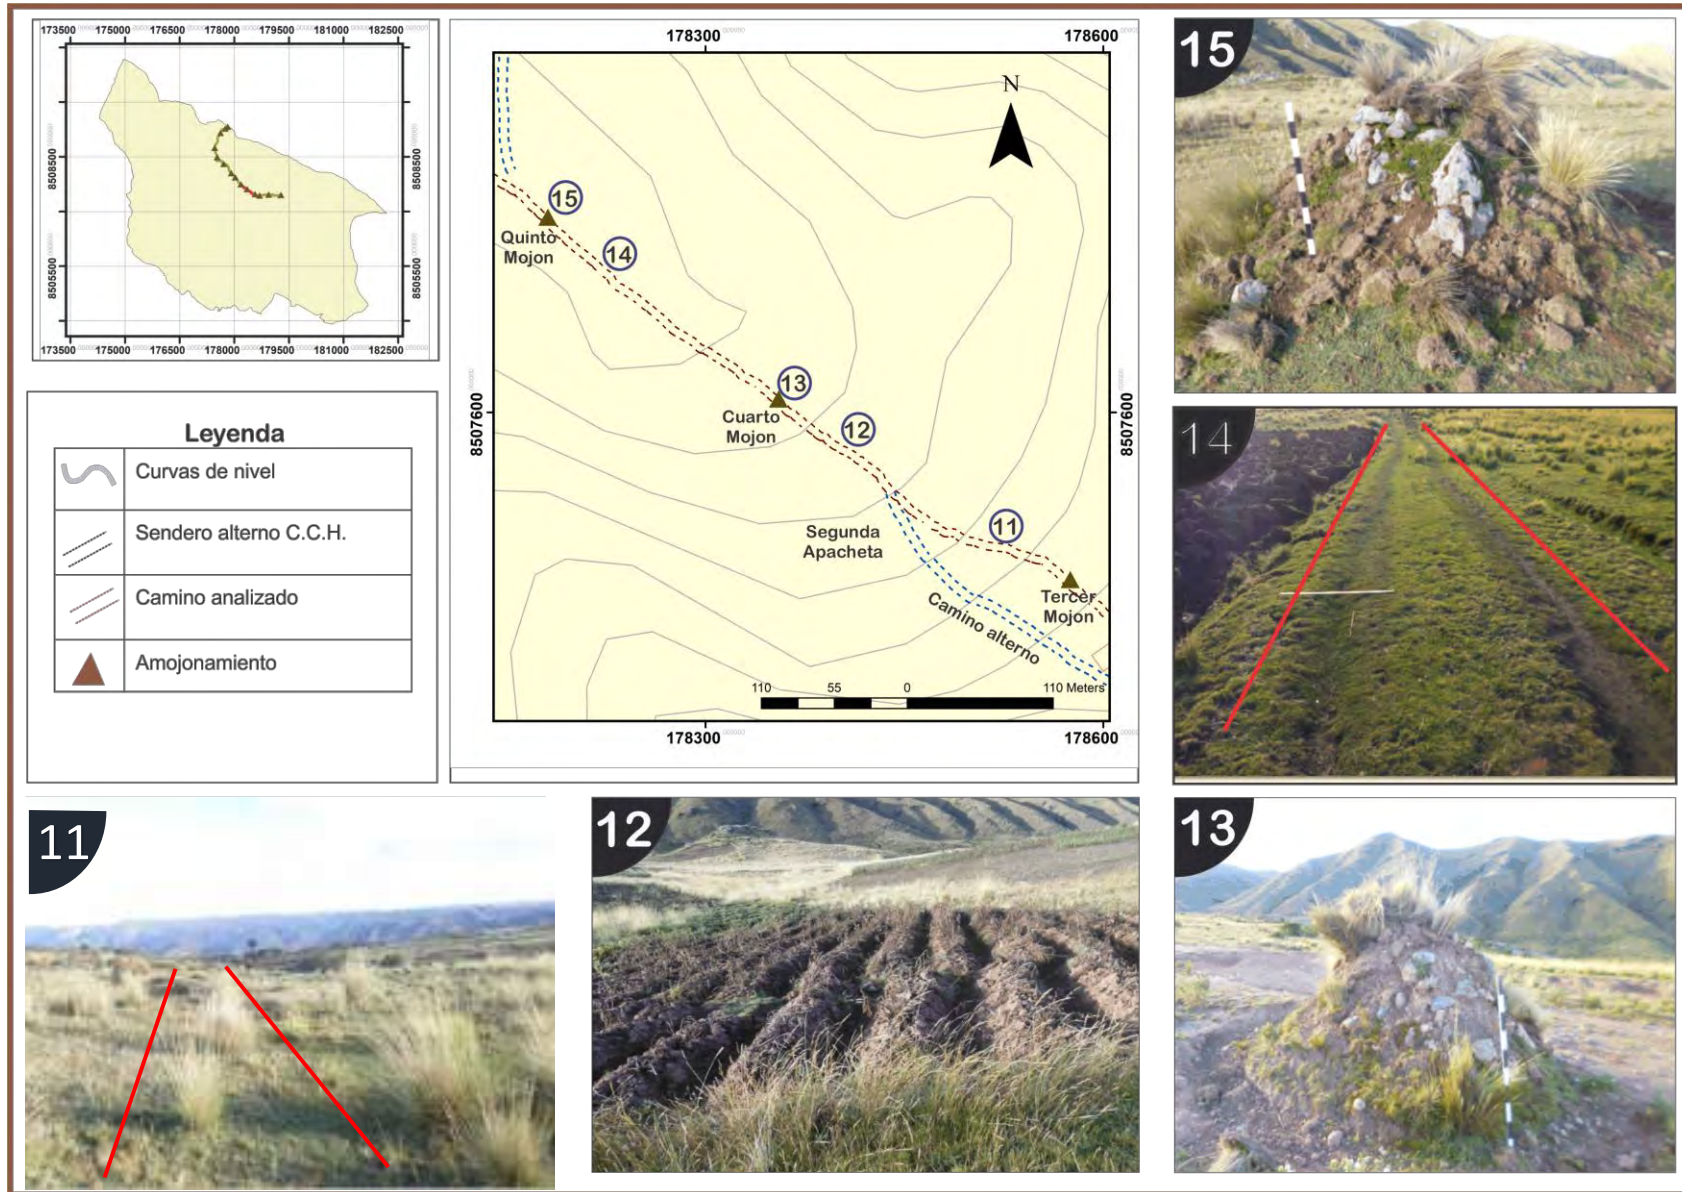 173500 175000 176500 178000 179500 181000 182500
8508500
8508500
8505500
8505500
173500 175000 176500 178000 179500 181000 182500
178300
178600
N
15
Quinto
Mojon
14
13
Cuarto
Mojon
12
8507600
8507600
Segunda
Apacheta
11
Tercer
Mojon
Camino alterno
110 55 0 110 Meters
178300
178600
Leyenda
Curvas de nivel
Sendero alterno C.C.H.
Camino analizado
Amojonamiento
15
14
11
12
13